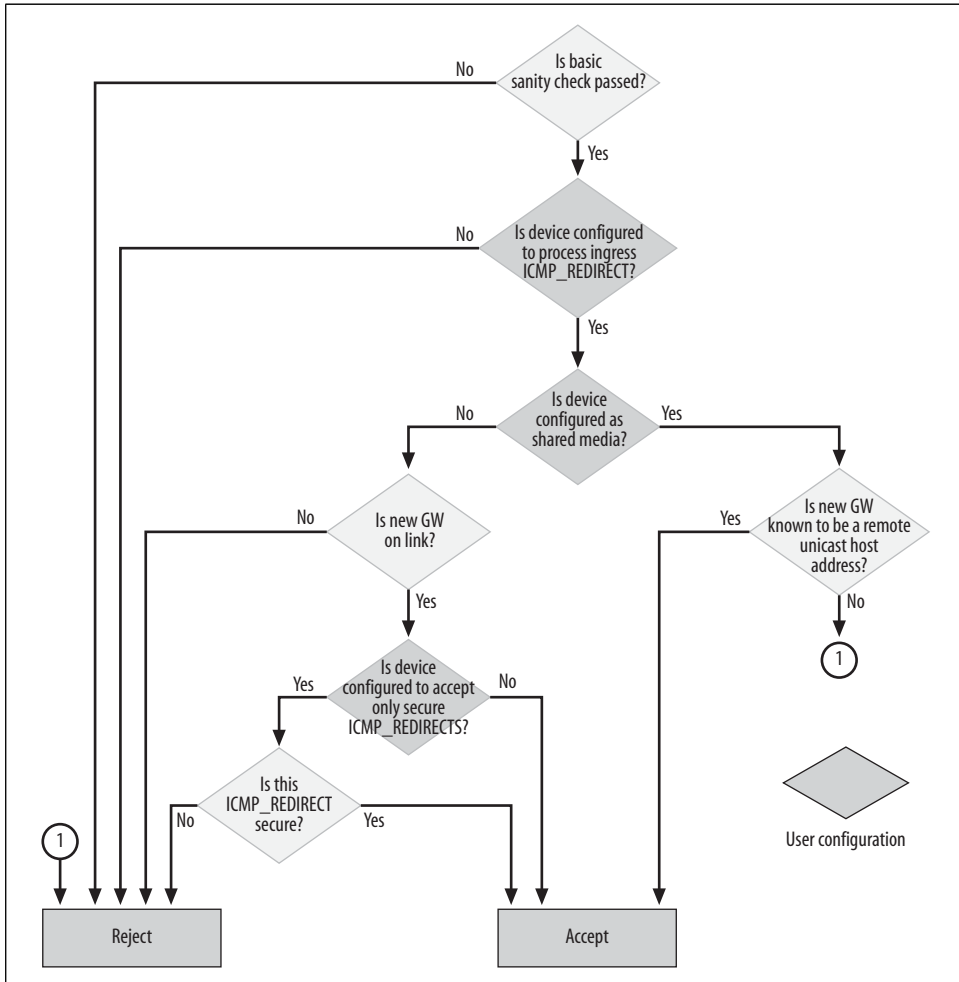 Is basic
sanity check passed?
No
Yes
Is device configured
to process ingress
ICMP_REDIRECT?
No
Yes
Is device
configured as
shared media?
No
Yes
Is new GW
on link?
No
Yes
Is new GW
known to be a remote
unicast host
address?
Yes
No
1
Is device
configured to accept
only secure
ICMP_REDIRECTS?
Yes
No
Is this
ICMP_REDIRECT
secure?
No
Yes
User configuration
1
Reject
Accept